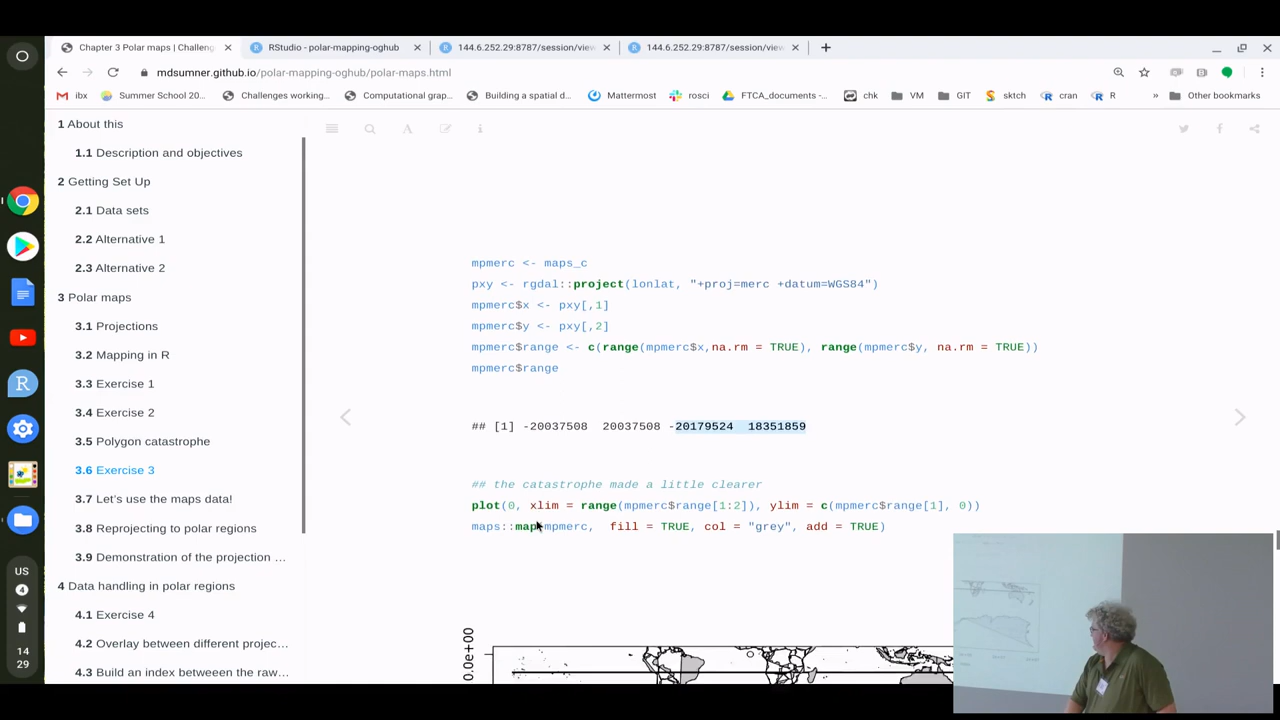 Chapter 3 Polar maps | Challeng
RStudio - polar-mapping-oghub
144.6.252.29:8787/session/view
144.6.252.29:8787/session/view
mdsumner.github.io/polar-mapping-oghub/polar-maps.html
ibx
Summer School 20...
Challenges working...
Computational grap...
Building a spatial d...
Mattermost
rosci
FTCA_documents -...
chk
VM
GIT
sktch
cran
R
»
Other bookmarks
1 About this
1.1 Description and objectives
2 Getting Set Up
2.1 Data sets
2.2 Alternative 1
2.3 Alternative 2
3 Polar maps
3.1 Projections
3.2 Mapping in R
3.3 Exercise 1
3.4 Exercise 2
3.5 Polygon catastrophe
3.6 Exercise 3
3.7 Let's use the maps data!
3.8 Reprojecting to polar regions
3.9 Demonstration of the projection ...
4 Data handling in polar regions
4.1 Exercise 4
4.2 Overlay between different projec...
4.3 Build an index betweeen the raw...
mpmerc <- maps_c
pxy <- rgdal::project(lonlat, "+proj=merc +datum=WGS84")
mpmerc$x <- pxy[,1]
mpmerc$y <- pxy[,2]
mpmerc$range <- c(range(mpmerc$x,na.rm = TRUE), range(mpmerc$y, na.rm = TRUE))
mpmerc$range
## [1] -20037508 20037508 -20179524 18351859
## the catastrophe made a little clearer
plot(0, xlim = range(mpmerc$range[1:2]), ylim = c(mpmerc$range[1], 0))
maps::map(mpmerc, fill = TRUE, col = "grey", add = TRUE)
0.0e+00
US
4
14
29